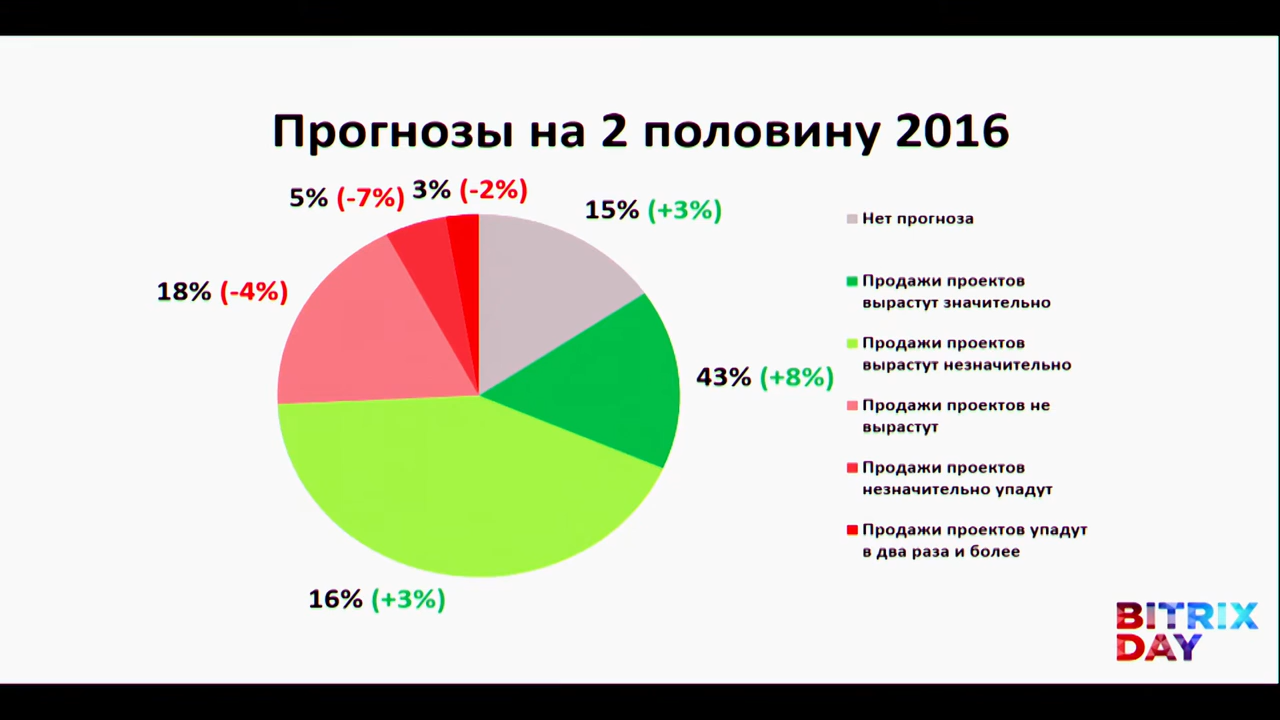 Прогнозы на 2 половину 2016
5% (-7%)
3% (-2%)
15% (+3%)
18% (-4%)
43% (+8%)
16% (+3%)
Нет прогноза
Продажи проектов
вырастут значительно
Продажи проектов
вырастут незначительно
Продажи проектов не
вырастут
Продажи проектов
незначительно упадут
Продажи проектов упадут
в два раза и более
BITRIX
DAY